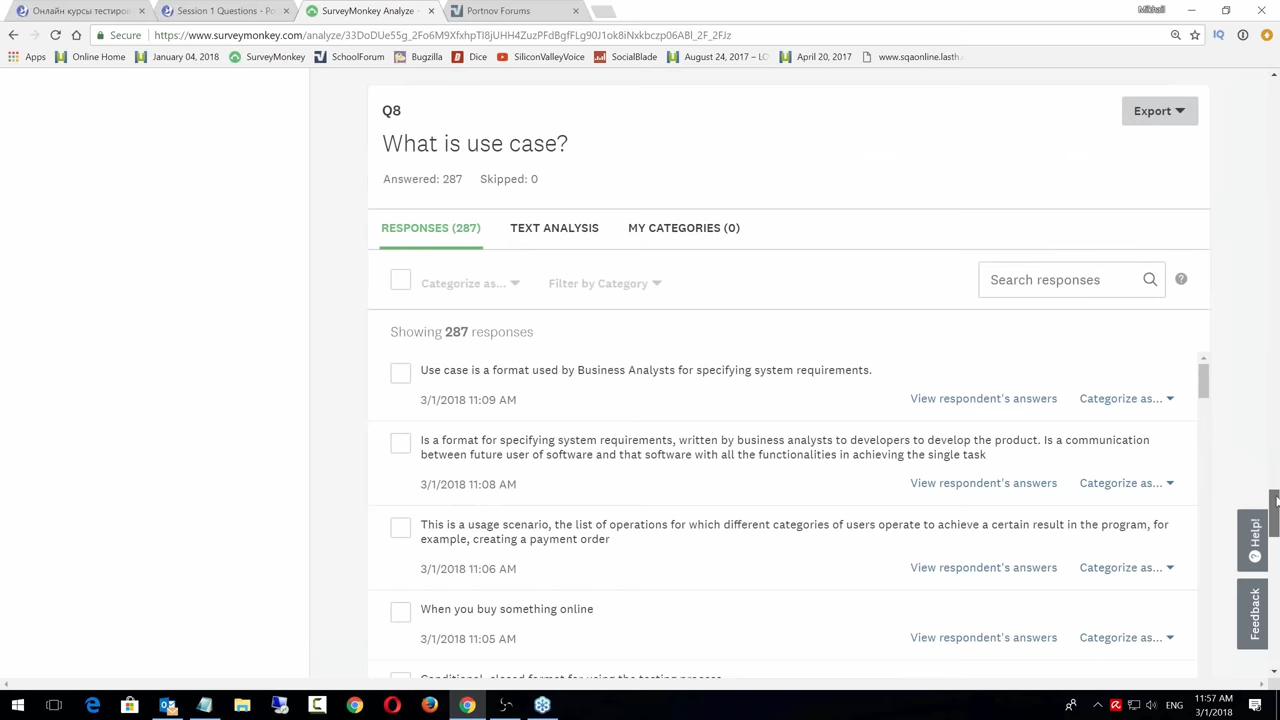 Онлайн курсы тестиров
Session 1 Questions - Po
SurveyMonkey Analyze -
Portnov Forums
Mikhail
Secure
https://www.surveymonkey.com/analyze/33DoDUe55g_2Fo6M9XfxhpTI8jUHH4ZuzPFdBgfFLg90J1ok8iNxkbczp06ABl_2F_2FJz
Apps
Online Home
January 04, 2018
SurveyMonkey
SchoolForum
Bugzilla
Dice
SiliconValleyVoice
SocialBlade
August 24, 2017 – LO
April 20, 2017
www.sqaonline.lasth
Q8
Export
What is use case?
Answered: 287 Skipped: 0
RESPONSES (287) TEXT ANALYSIS MY CATEGORIES (0)
Categorize as... Filter by Category
Search responses
?
Showing 287 responses
Use case is a format used by Business Analysts for specifying system requirements.
3/1/2018 11:09 AM
View respondent's answers Categorize as...
Is a format for specifying system requirements, written by business analysts to developers to develop the product. Is a communication
between future user of software and that software with all the functionalities in achieving the single task
3/1/2018 11:08 AM
View respondent's answers Categorize as...
This is a usage scenario, the list of operations for which different categories of users operate to achieve a certain result in the program, for
example, creating a payment order
3/1/2018 11:06 AM
View respondent's answers Categorize as...
When you buy something online
3/1/2018 11:05 AM
View respondent's answers Categorize as...
Conditional, closed format for using the testing process
? Help!
Feedback
ENG
11:57 AM
3/1/2018